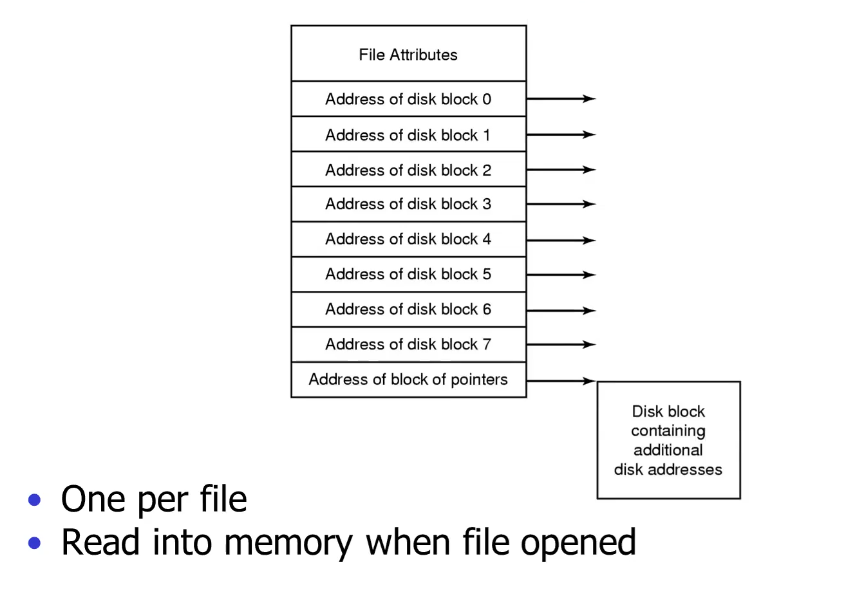 File Attributes
Address of disk block 0
Address of disk block 1
Address of disk block 2
Address of disk block 3
Address of disk block 4
Address of disk block 5
Address of disk block 6
Address of disk block 7
Address of block of pointers
Disk block
containing
additional
disk addresses
• One per file
• Read into memory when file opened